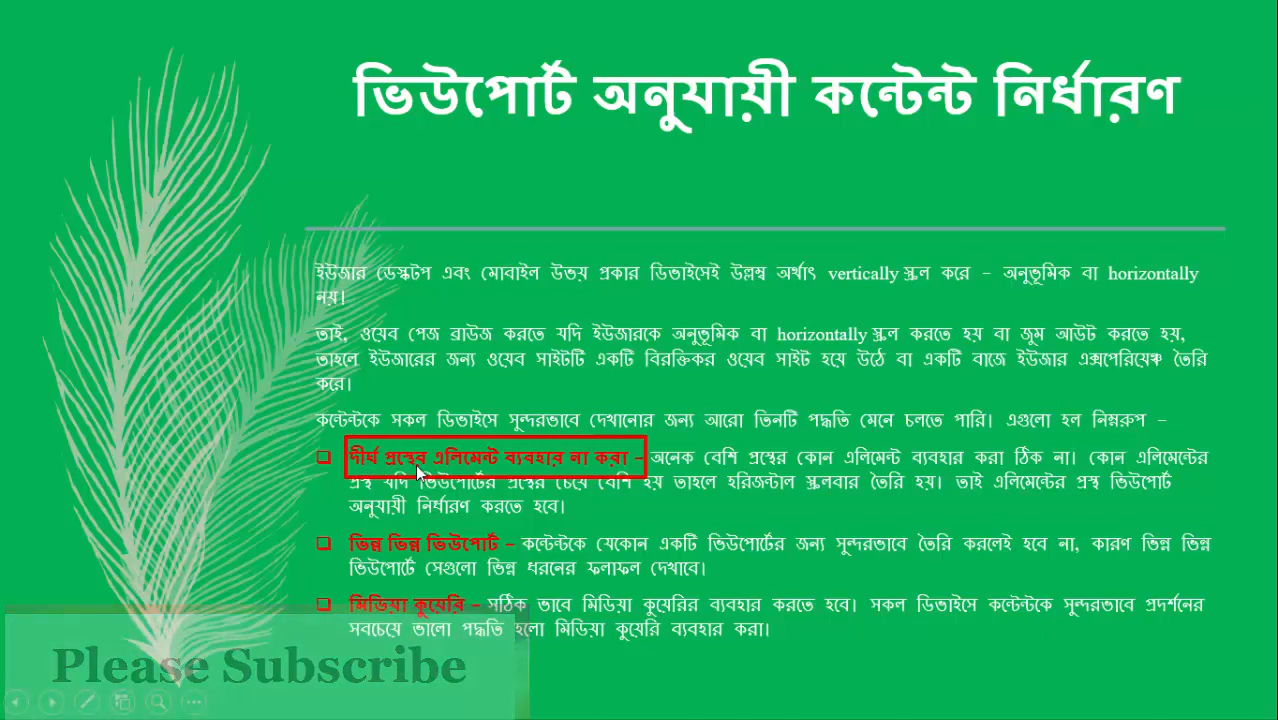 ভিউপোর্ট অনুযায়ী কন্টেন্ট নির্ধারণ
ইউজার ডেস্কটপ এবং মোবাইল উভয় প্রকার ডিভাইসেই উল্লম্ব অর্থাৎ vertically স্ক্রল করে – অনুভূমিক বা horizontally
নয়।
তাই, ওয়েব পেজ ব্রাউজ করতে যদি ইউজারকে অনুভূমিক বা horizontally স্ক্রল করতে হয় বা জুম আউট করতে হয়,
তাহলে ইউজারের জন্য ওয়েব সাইটটি একটি বিরক্তিকর ওয়েব সাইট হযে উঠে বা একটি বাজে ইউজার এক্সপেরিযেঞ্চ তৈরি
করে।
কন্টেন্টকে সকল ডিভাইসে সুন্দরভাবে দেখানোর জন্য আরো তিনটি পদ্ধতি মেনে চলতে পারি। এগুলো হল নিম্নরুপ –
❑ দীর্ঘ প্রস্থের এলিমেন্ট ব্যবহার না করা – অনেক বেশি প্রস্থের কোন এলিমেন্ট ব্যবহার করা ঠিক না। কোন এলিমেন্টের
প্রস্থ যদি ভিউপোর্টের প্রস্থের চেয়ে বেশি হয় তাহলে হরিজন্টাল স্ক্রলবার তৈরি হয়। তাই এলিমেন্টের প্রস্থ ভিউপোর্ট
অনুযায়ী নির্ধারণ করতে হবে।
❑ ভিন্ন ভিন্ন ভিউপোর্ট – কন্টেন্টকে যেকোন একটি ভিউপোর্টের জন্য সুন্দরভাবে তৈরি করলেই হবে না, কারণ ভিন্ন ভিন্ন
ভিউপোর্টে সেগুলো ভিন্ন ধরনের ফলাফল দেখাবে।
❑ মিডিয়া কুয়েরি – সঠিক ভাবে মিডিয়া কুয়েরির ব্যবহার করতে হবে। সকল ডিভাইসে কন্টেন্টকে সুন্দরভাবে প্রদর্শনের
সবচেয়ে ভালো পদ্ধতি হলো মিডিয়া কুয়েরি ব্যবহার করা।
Please Subscribe